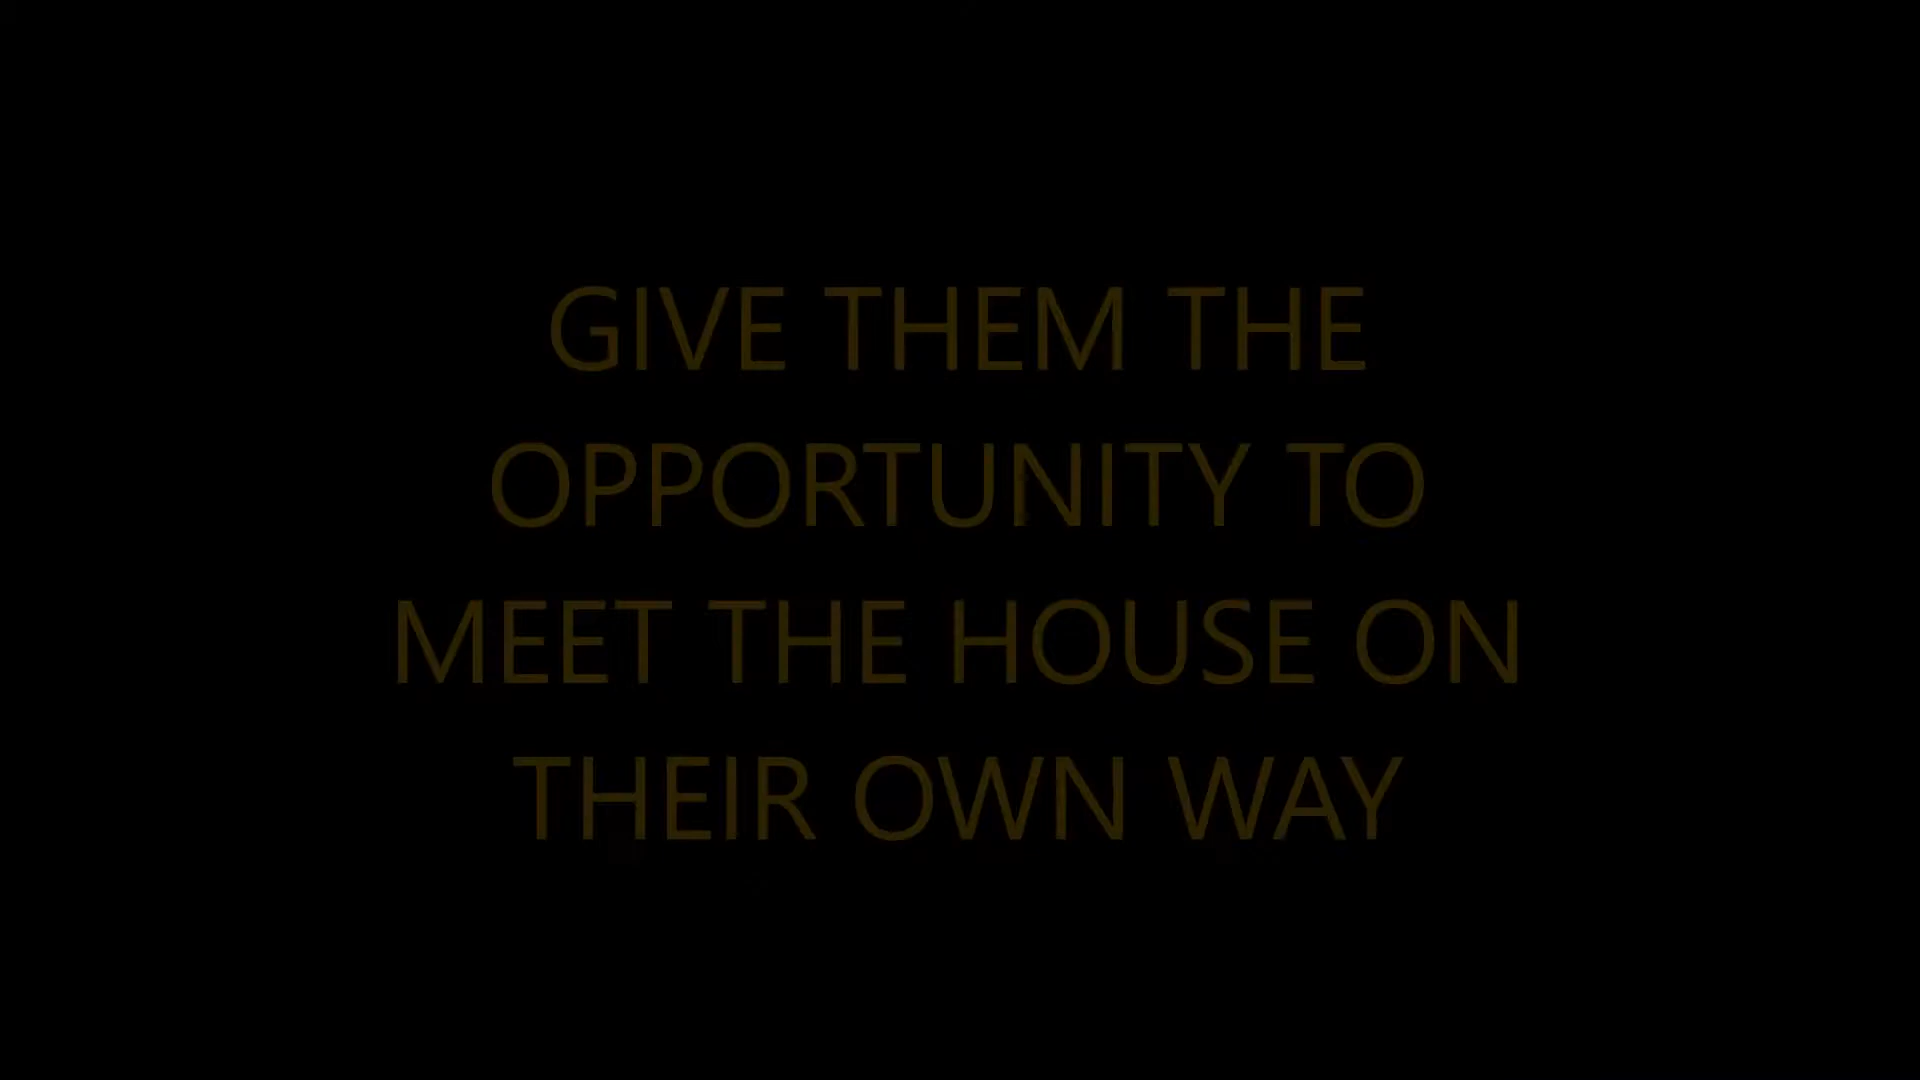 GIVE THEM THE
OPPORTUNITY TO
MEET THE HOUSE ON
THEIR OWN WAY